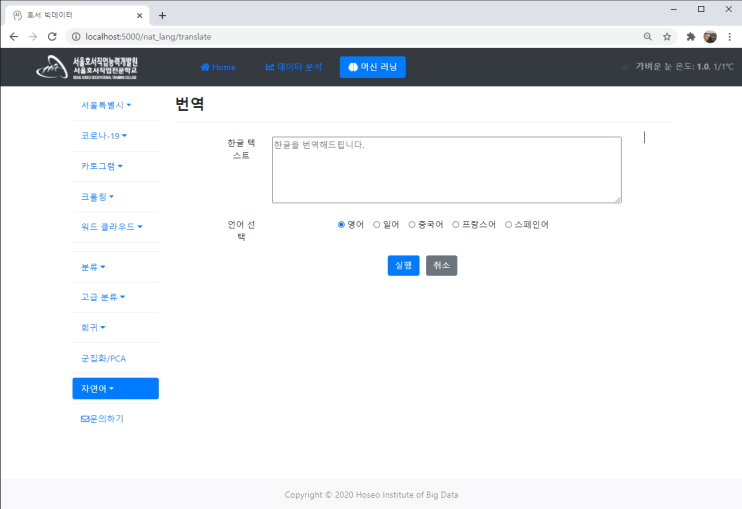 호서 빅데이터
localhost:5000/nat_lang/translate
서울호서직업능력개발원
서울호서직업전문학교
Home
데이터 분석
머신 러닝
가벼운 눈 온도: 1.0, 1/1℃
서울특별시
코로나-19
카토그램
크롤링
워드 클라우드
분류
고급 분류
회귀
군집화/PCA
자연어
문의하기
번역
한글 텍
스트
한글을 번역해드립니다.
언어 선
택
영어 일어 중국어 프랑스어 스페인어
실행 취소
Copyright © 2020 Hoseo Institute of Big Data